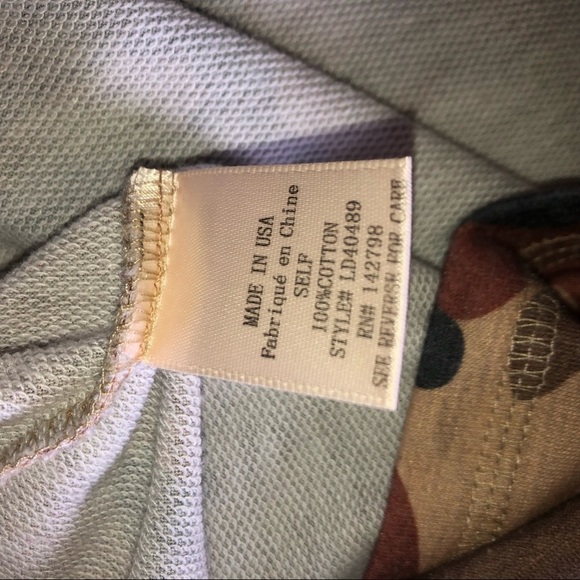 MADE IN USA
Fabriqué en Chine
SELF
100%COTTON
STYLE# LD40489
RN# 142798
SEE REVERSE FOR CARE